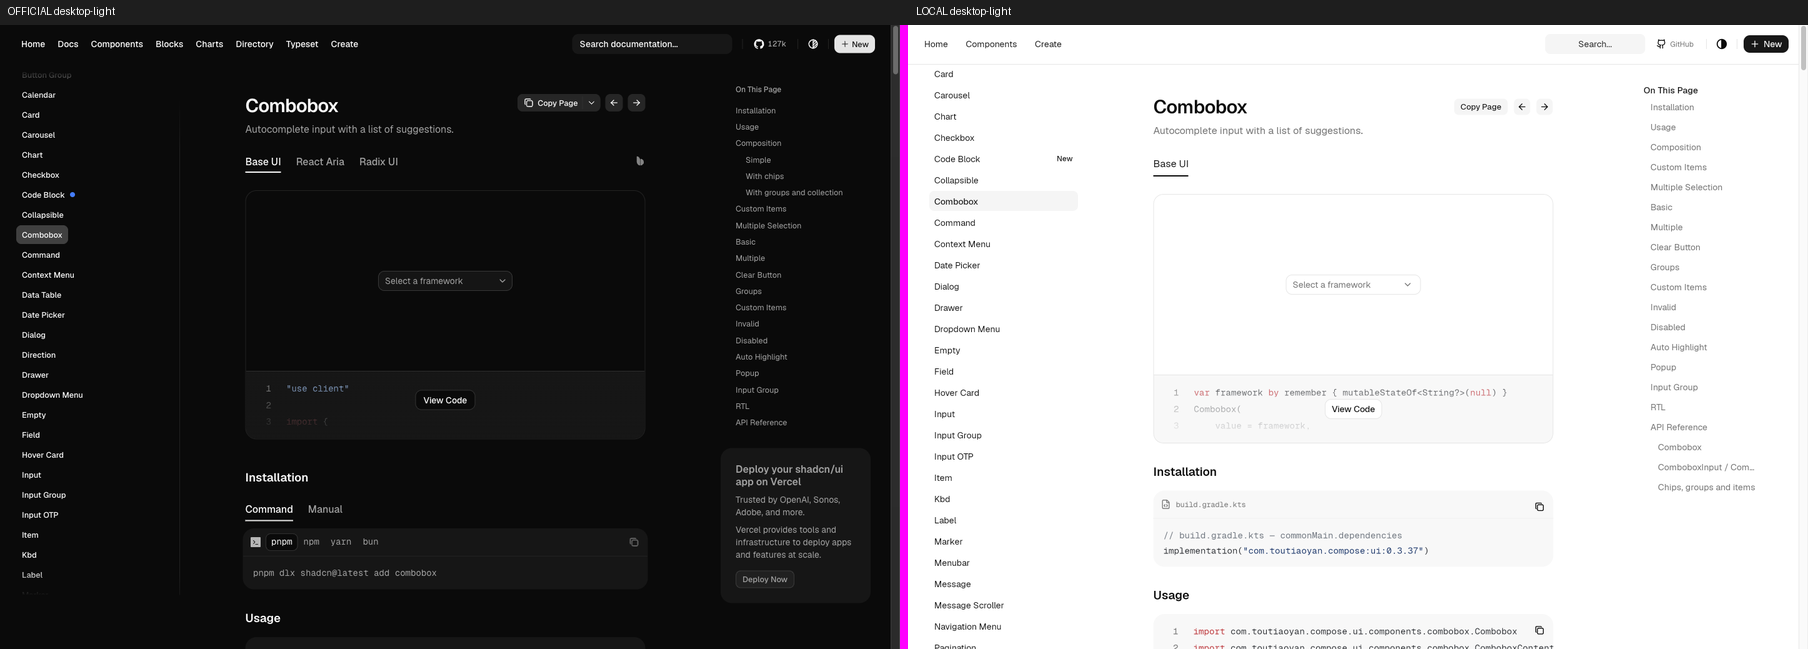 OFFICIAL desktop-light
Home Docs Components Blocks Charts Directory Typeset Create
Search documentation...
127k
+ New
Button Group
Calendar
Card
Carousel
Chart
Checkbox
Code Block
Collapsible
Combobox
Command
Context Menu
Data Table
Date Picker
Dialog
Direction
Drawer
Dropdown Menu
Empty
Field
Hover Card
Input
Input Group
Input OTP
Item
Kbd
Label
Combobox
Copy Page
Autocomplete input with a list of suggestions.
Base UI React Aria Radix UI
Select a framework
1 "use client"
2
3 import {
View Code
Installation
Command Manual
pnpm npm yarn bun
pnpm dlx shadcn@latest add combobox
Usage
On This Page
Installation
Usage
Composition
Simple
With chips
With groups and collection
Custom Items
Multiple Selection
Basic
Multiple
Clear Button
Groups
Custom Items
Invalid
Disabled
Auto Highlight
Popup
Input Group
RTL
API Reference
Deploy your shadcn/ui
app on Vercel
Trusted by OpenAI, Sonos,
Adobe, and more.
Vercel provides tools and
infrastructure to deploy apps
and features at scale.
Deploy Now
LOCAL desktop-light
Home Components Create
Search...
GitHub
+ New
Card
Carousel
Chart
Checkbox
Code Block New
Collapsible
Combobox
Command
Context Menu
Date Picker
Dialog
Drawer
Dropdown Menu
Empty
Field
Hover Card
Input
Input Group
Input OTP
Item
Kbd
Label
Marker
Menubar
Message
Message Scroller
Navigation Menu
Pagination
Combobox
Copy Page
Autocomplete input with a list of suggestions.
Base UI
Select a framework
1 var framework by remember { mutableStateOf<String?>(null) }
2 Combobox(
3 value = framework.
View Code
Installation
build.gradle.kts
// build.gradle.kts — commonMain.dependencies
implementation("com.toutiaoyan.compose:ui:0.3.37")
Usage
1 import com.toutiaoyan.compose.ui.components.combobox.Combobox
2 import com.toutiaoyan.compose.ui.components.combobox.ComboboxContent
On This Page
Installation
Usage
Composition
Custom Items
Multiple Selection
Basic
Multiple
Clear Button
Groups
Custom Items
Invalid
Disabled
Auto Highlight
Popup
Input Group
RTL
API Reference
Combobox
ComboboxInput / Com...
Chips, groups and items